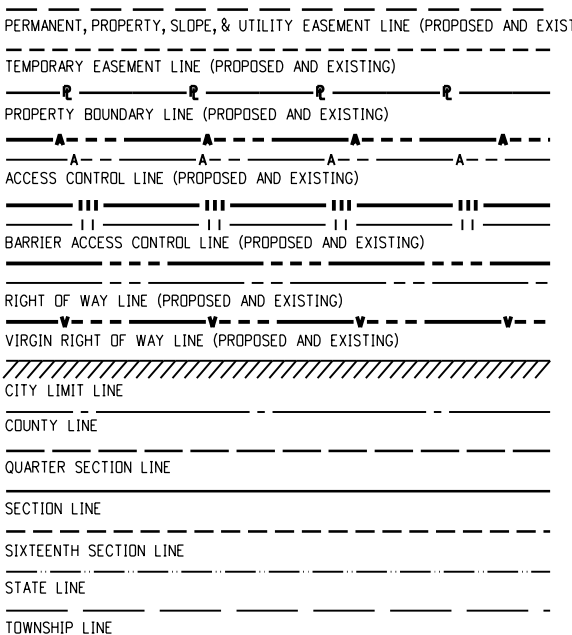 PERMANENT, PROPERTY, SLOPE, & UTILITY EASEMENT LINE (PROPOSED AND EXIST
TEMPORARY EASEMENT LINE (PROPOSED AND EXISTING)
℄ ℄ ℄ ℄
PROPERTY BOUNDARY LINE (PROPOSED AND EXISTING)
A A A A
A A A A
ACCESS CONTROL LINE (PROPOSED AND EXISTING)
BARRIER ACCESS CONTROL LINE (PROPOSED AND EXISTING)
RIGHT OF WAY LINE (PROPOSED AND EXISTING)
V V V V
VIRGIN RIGHT OF WAY LINE (PROPOSED AND EXISTING)
CITY LIMIT LINE
COUNTY LINE
QUARTER SECTION LINE
SECTION LINE
SIXTEENTH SECTION LINE
STATE LINE
TOWNSHIP LINE